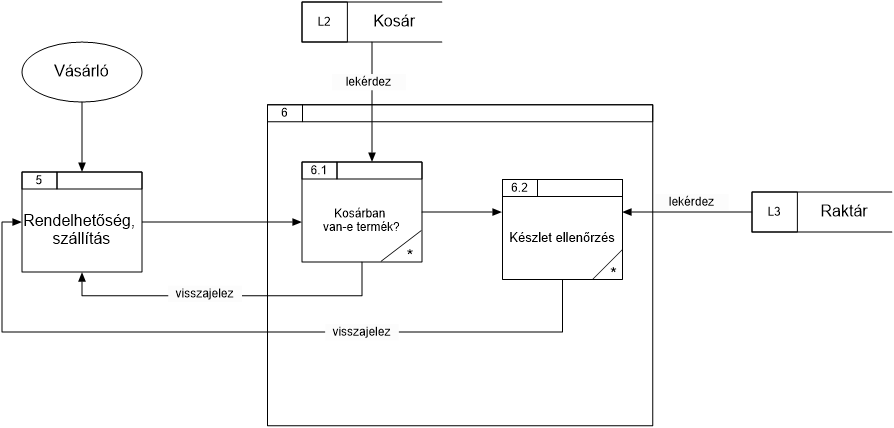 L2
Kosár
Vásárló
lekérdez
6
5
Rendelhetőség,
szállítás
6.1
Kosárban
van-e termék?
*
6.2
Készlet ellenőrzés
*
lekérdez
L3
Raktár
visszajelez
visszajelez